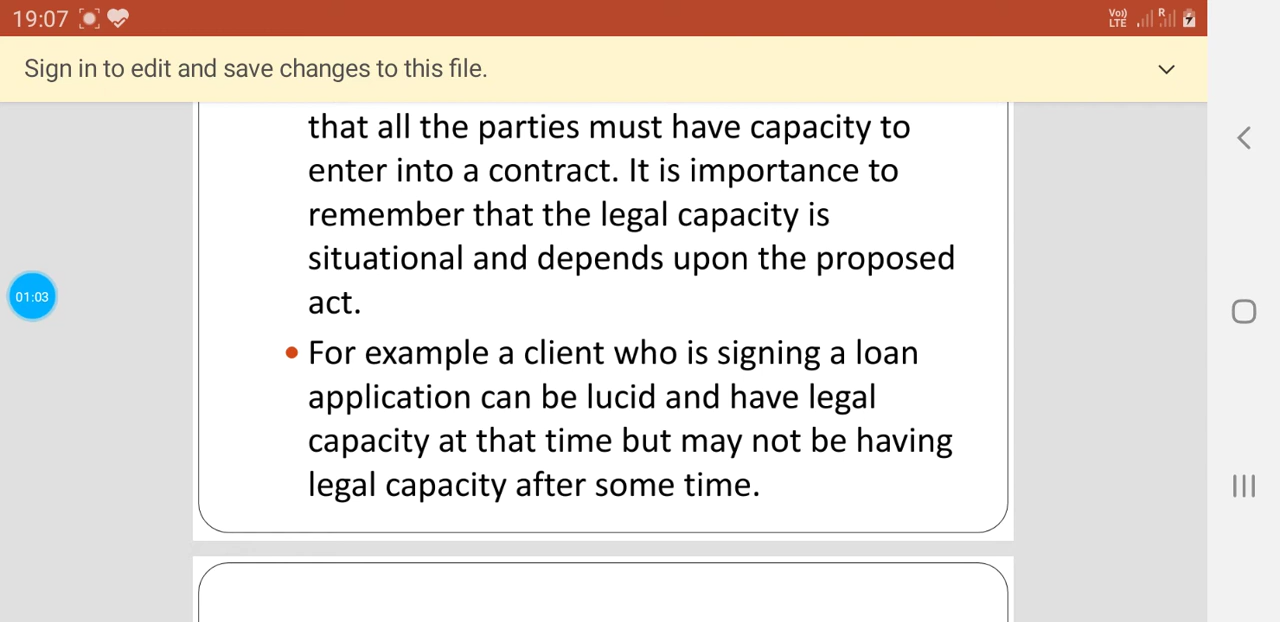 19:07
Vo)) R
LTE
Sign in to edit and save changes to this file.
that all the parties must have capacity to
enter into a contract. It is importance to
remember that the legal capacity is
situational and depends upon the proposed
act.
01:03
• For example a client who is signing a loan
application can be lucid and have legal
capacity at that time but may not be having
legal capacity after some time.